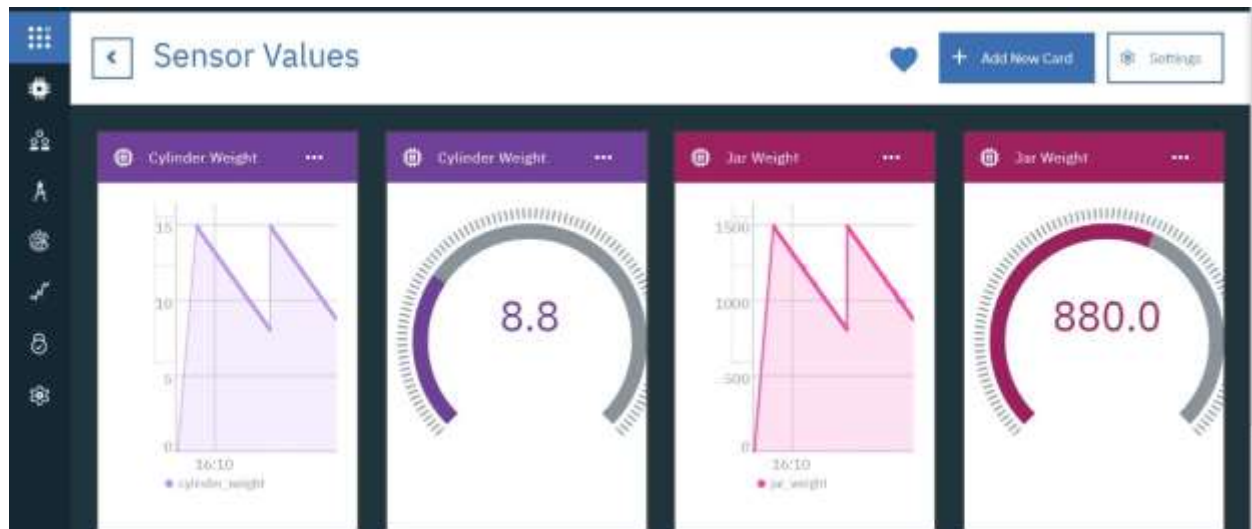 Sensor Values
+ Add New Card
Settings
Cylinder Weight
15
10
5
0
16:10
cylinder_weight
Cylinder Weight
8.8
Jar Weight
1500
1000
500
0
16:10
jar_weight
Jar Weight
880.0